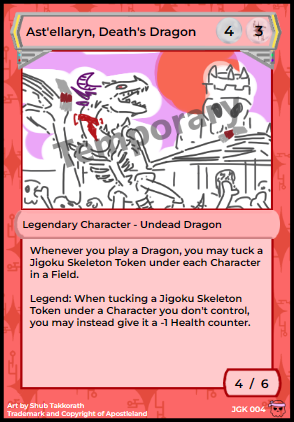 Ast'ellaryn, Death's Dragon 4 3
Temporary
Legendary Character - Undead Dragon
Whenever you play a Dragon, you may tuck a
Jigoku Skeleton Token under each Character
in a Field.
Legend: When tucking a Jigoku Skeleton
Token under a Character you don't control,
you may instead give it a -1 Health counter.
4 / 6
Art by Shub Takkorath
Trademark and Copyright of Apostleland
JGK 004